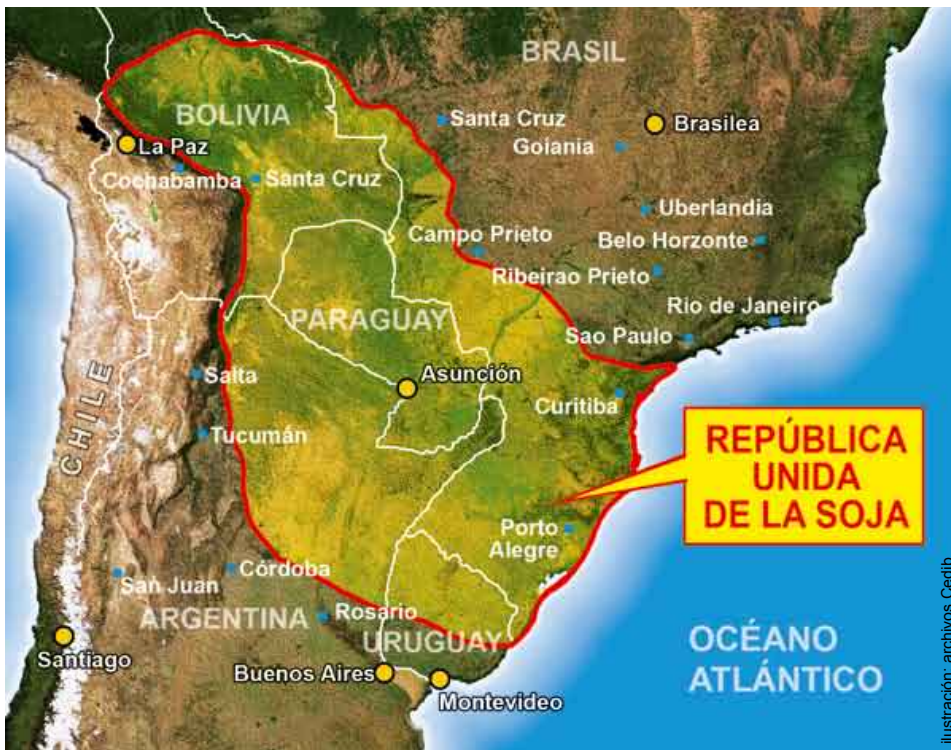 BRASIL
BOLIVIA
Santa Cruz
Brasilea
La Paz
Goiania
Cochabamba
Santa Cruz
Uberlandia
Campo Prieto
Belo Horzonte
Ribeirao Prieto
Rio de Janeiro
PARAGUAY
Sao Paulo
CHILE
Salta
Asunción
Curitiba
Tucumán
REPÚBLICA
UNIDA
DE LA SOJA
Porto
Alegre
San Juan
Córdoba
ARGENTINA
Rosario
URUGUAY
Santiago
Buenos Aires
Montevideo
OCÉANO
ATLÁNTICO
ilustración: archivos Cedib